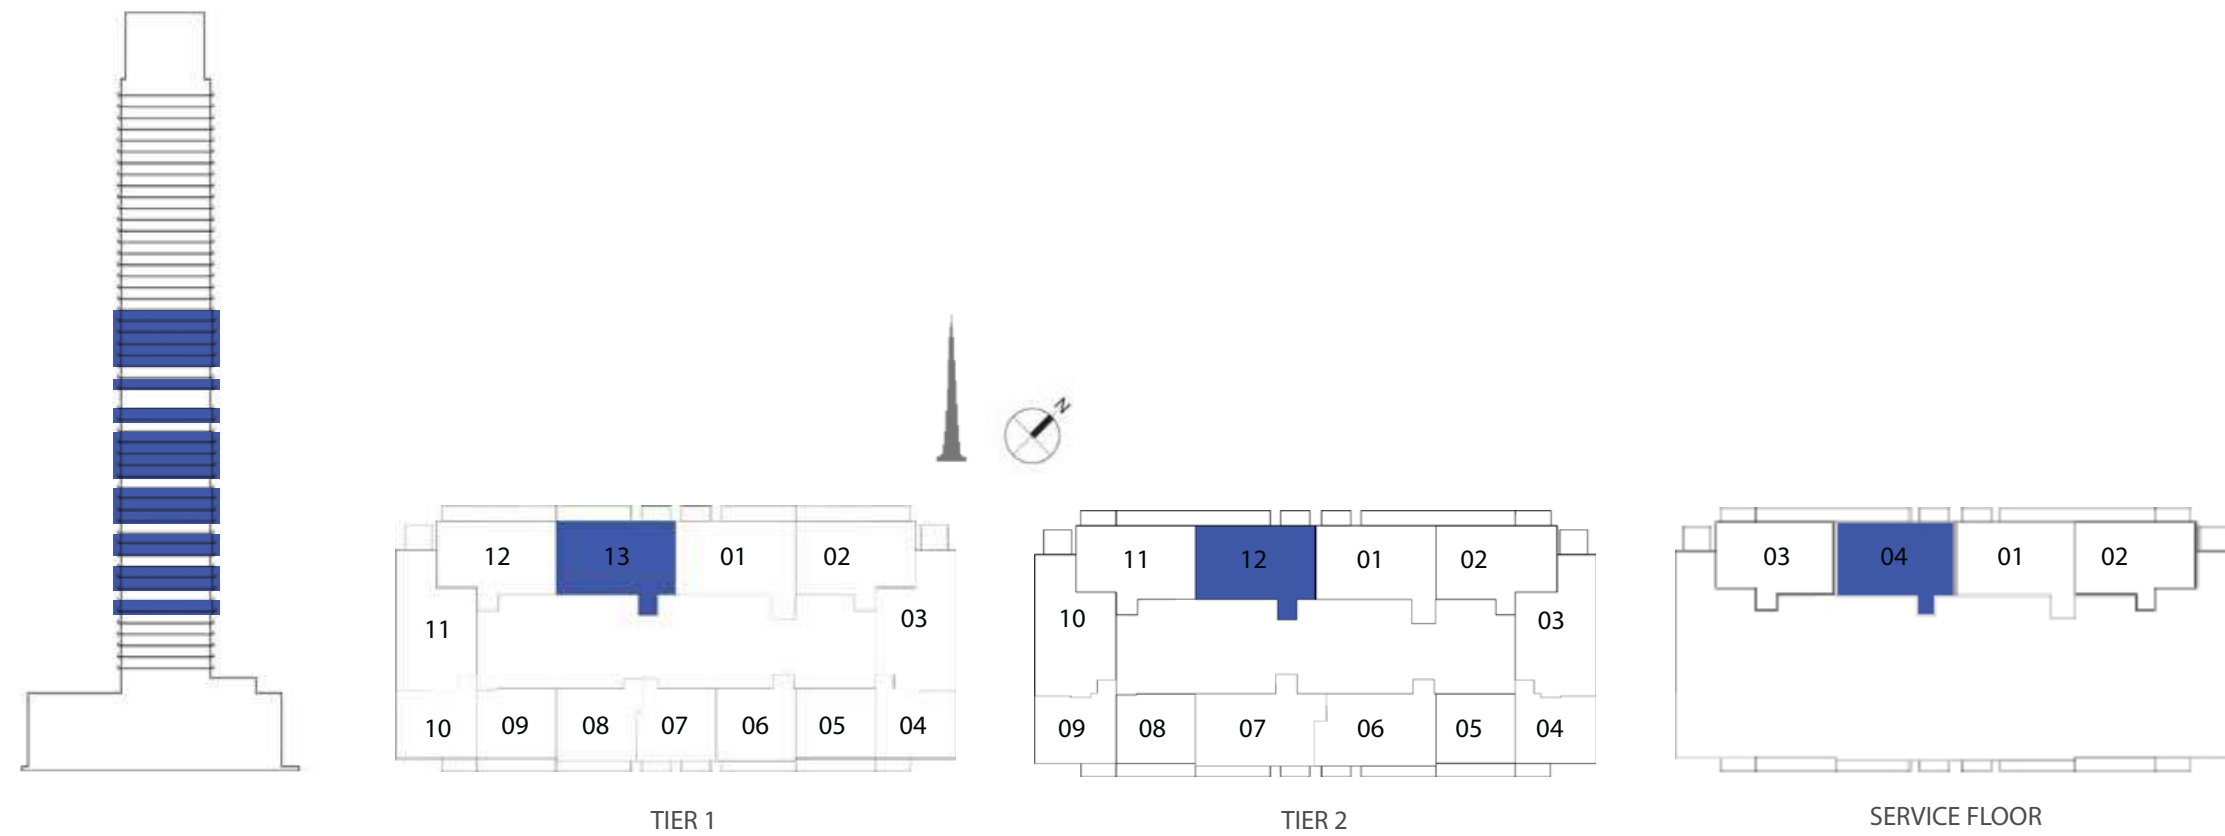 N
12 13 01 02
11 03
10 09 08 07 06 05 04
TIER 1
11 12 01 02
10 03
09 08 07 06 05 04
TIER 2
03 04 01 02
SERVICE FLOOR